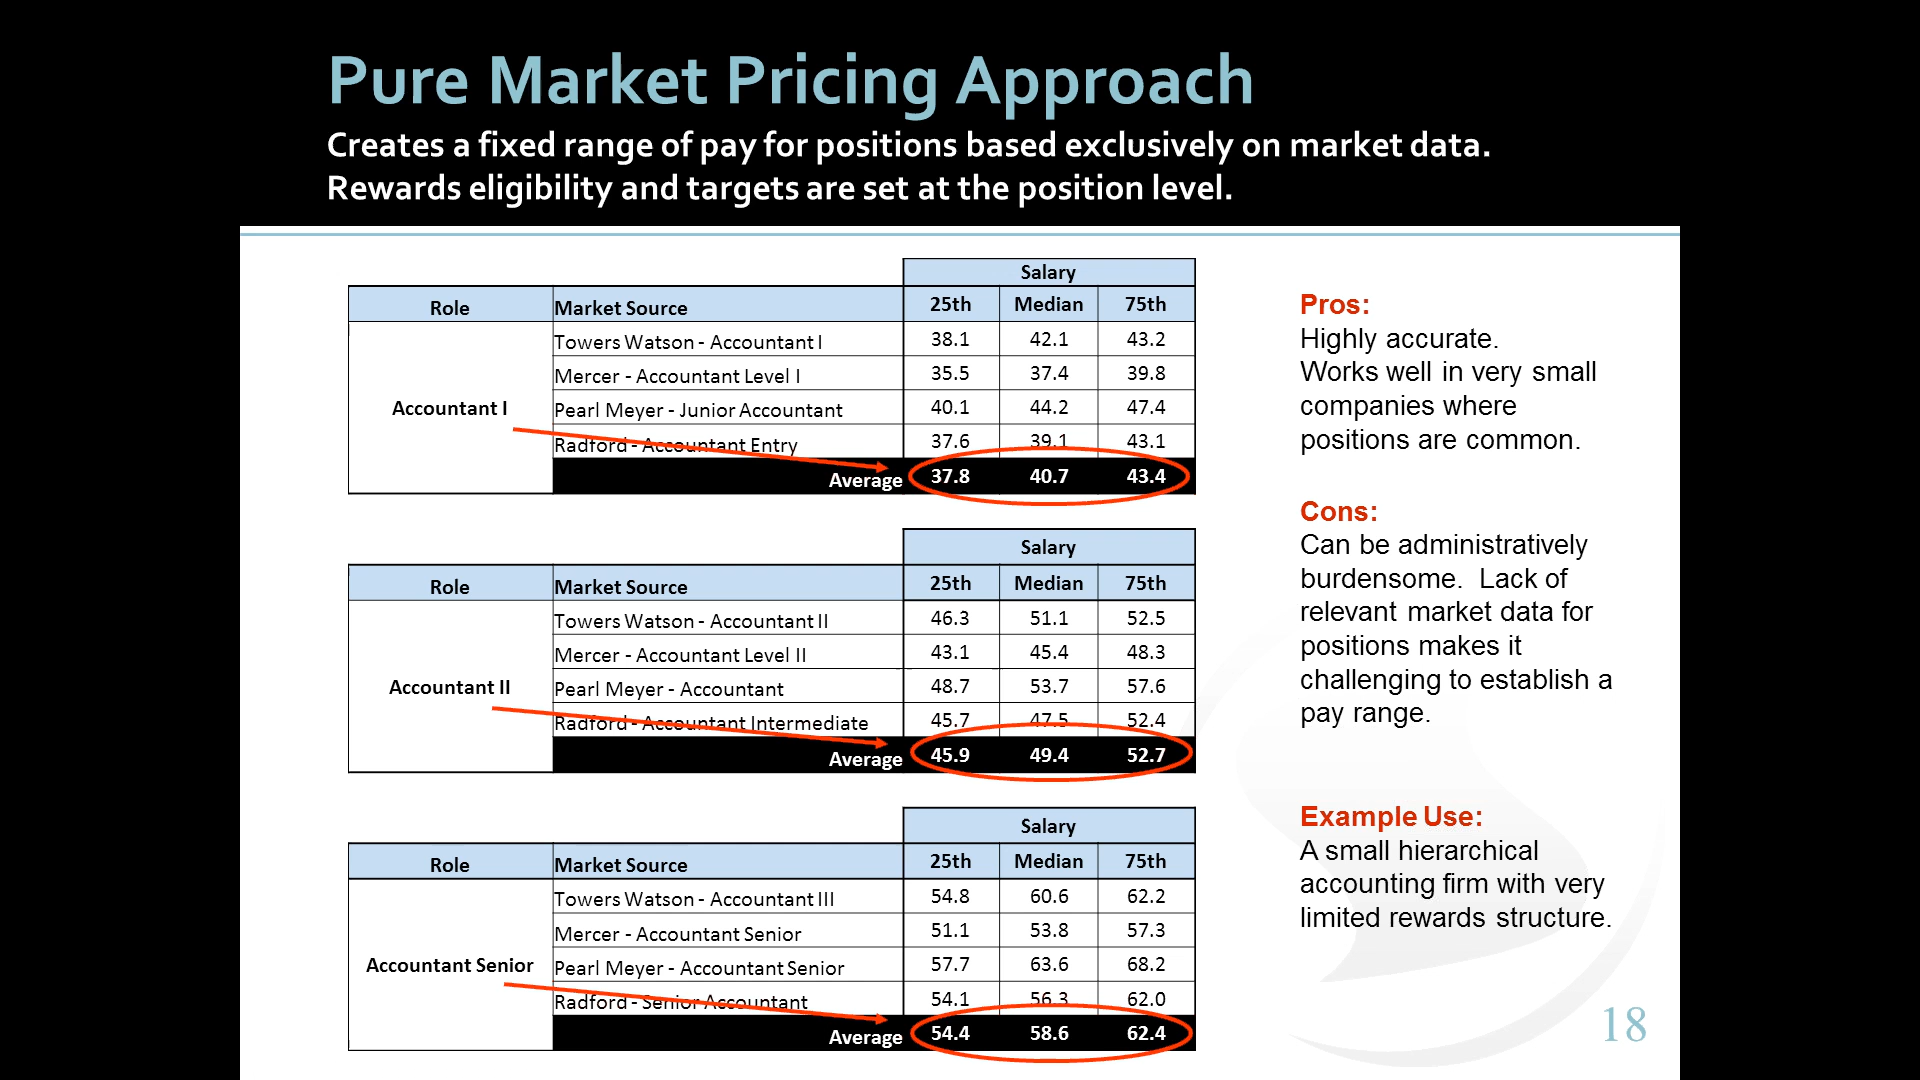 Pure Market Pricing Approach
Creates a fixed range of pay for positions based exclusively on market data.
Rewards eligibility and targets are set at the position level.
Salary
Role Market Source 25th Median 75th
Accountant I
Towers Watson - Accountant I 38.1 42.1 43.2
Mercer - Accountant Level I 35.5 37.4 39.8
Pearl Meyer - Junior Accountant 40.1 44.2 47.4
Radford - Accountant Entry 37.6 39.1 43.1
Average 37.8 40.7 43.4
Salary
Role Market Source 25th Median 75th
Accountant II
Towers Watson - Accountant II 46.3 51.1 52.5
Mercer - Accountant Level II 43.1 45.4 48.3
Pearl Meyer - Accountant 48.7 53.7 57.6
Radford - Accountant Intermediate 45.7 47.5 52.4
Average 45.9 49.4 52.7
Salary
Role Market Source 25th Median 75th
Accountant Senior
Towers Watson - Accountant III 54.8 60.6 62.2
Mercer - Accountant Senior 51.1 53.8 57.3
Pearl Meyer - Accountant Senior 57.7 63.6 68.2
Radford - Senior Accountant 54.1 56.3 62.0
Average 54.4 58.6 62.4
Pros:
Highly accurate.
Works well in very small
companies where
positions are common.
Cons:
Can be administratively
burdensome. Lack of
relevant market data for
positions makes it
challenging to establish a
pay range.
Example Use:
A small hierarchical
accounting firm with very
limited rewards structure.
18